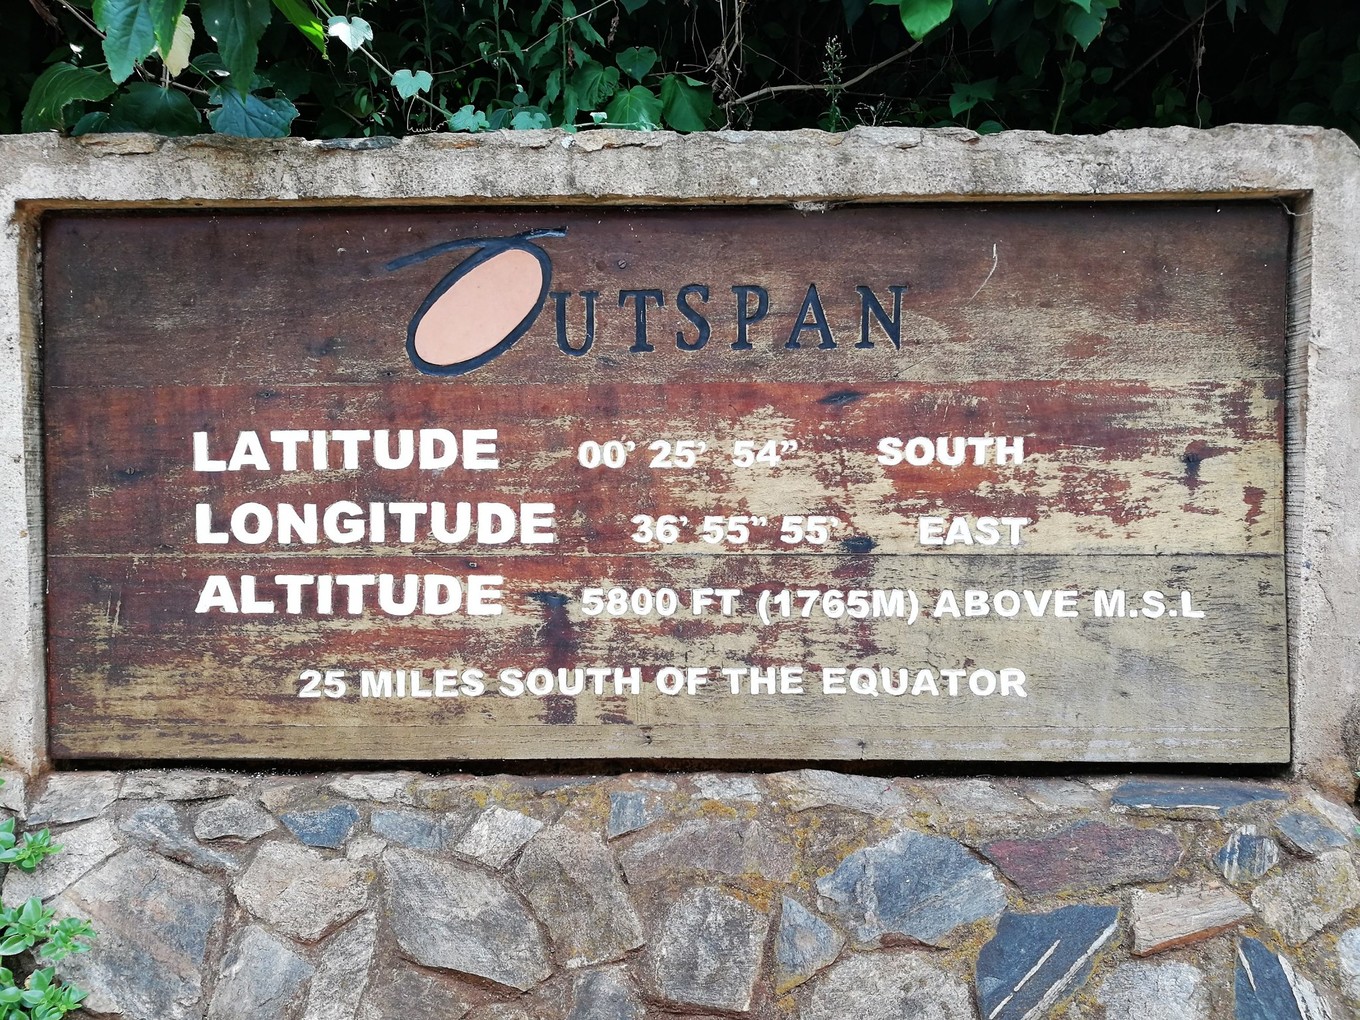 OUTSPAN
LATITUDE 00' 25' 54" SOUTH
LONGITUDE 36' 55" 55' EAST
ALTITUDE 5800 FT (1765M) ABOVE M.S.L
25 MILES SOUTH OF THE EQUATOR